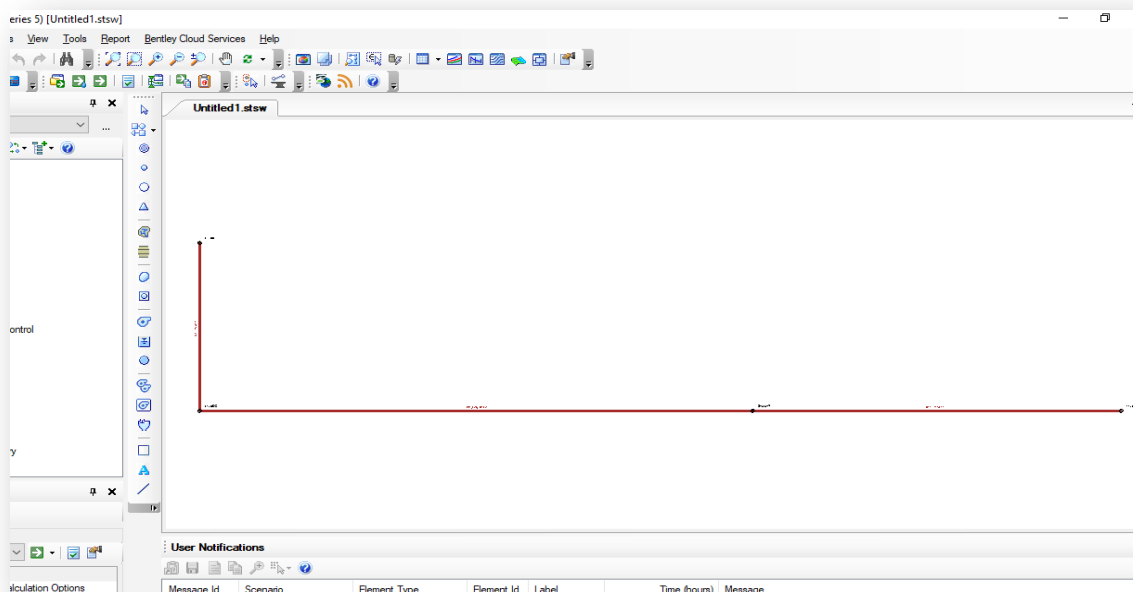 eries 5) [Untitled1.stsw]
s View Tools Report Bentley Cloud Services Help
Untitled1.stsw
...
ontrol
ry
User Notifications
alculation Options
Message Id Scenario Element Type Element Id Label Time (hours) Message